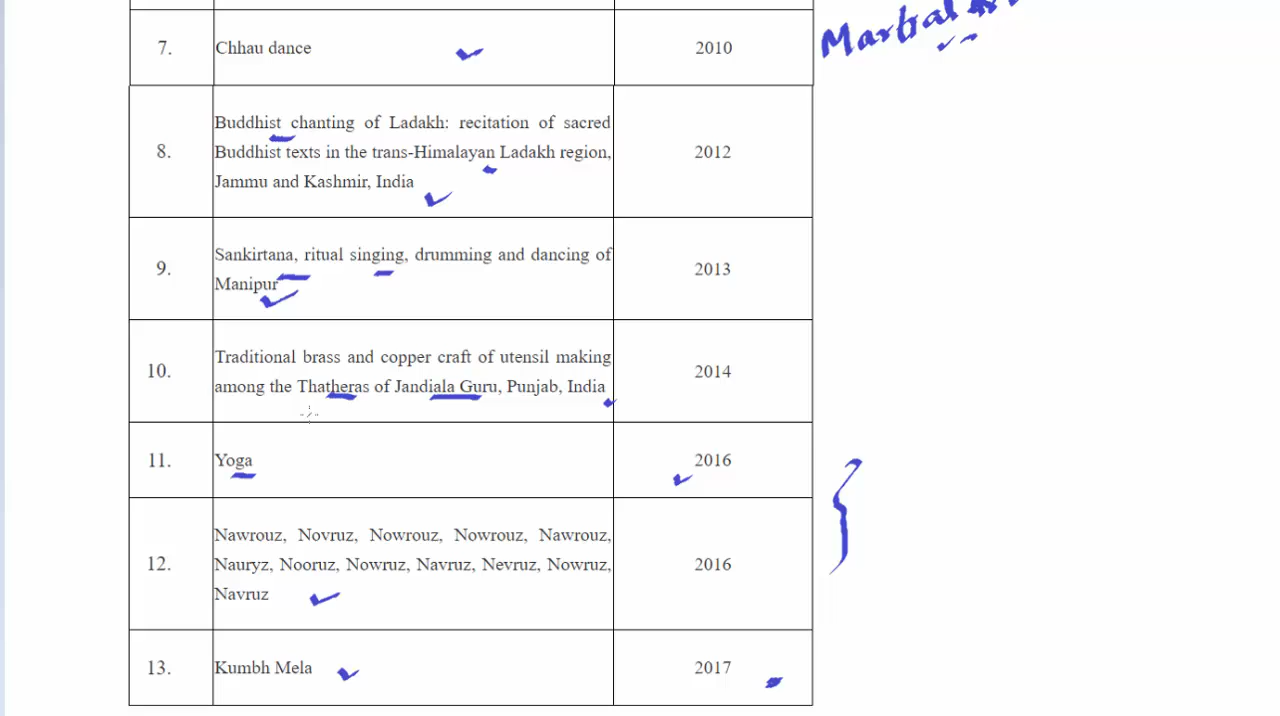 Martial
7. Chhau dance 2010
Buddhist chanting of Ladakh: recitation of sacred
8. Buddhist texts in the trans-Himalayan Ladakh region, 2012
Jammu and Kashmir, India
Sankirtana, ritual singing, drumming and dancing of
9. 2013
Manipur
Traditional brass and copper craft of utensil making
10. 2014
among the Thatheras of Jandiala Guru, Punjab, India
11. Yoga 2016
Nawrouz, Novruz, Nowrouz, Nowrouz, Nawrouz,
12. Nauryz, Nooruz, Nowruz, Navruz, Nevruz, Nowruz, 2016
Navruz
13. Kumbh Mela 2017